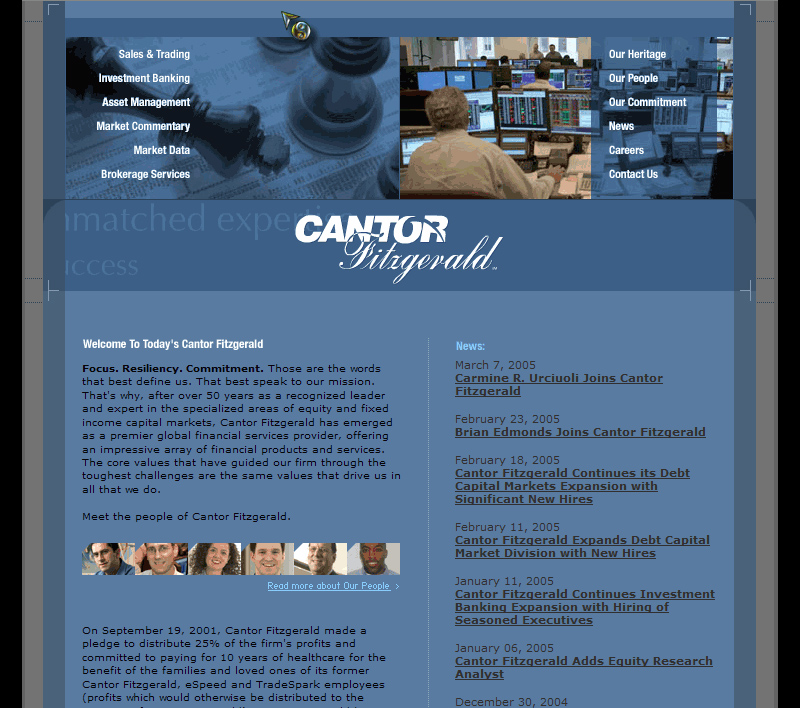 Sales & Trading
Investment Banking
Asset Management
Market Commentary
Market Data
Brokerage Services
Our Heritage
Our People
Our Commitment
News
Careers
Contact Us
nmatched experti
uccess
CANTOR
Fitzgerald
Welcome To Today's Cantor Fitzgerald
Focus. Resiliency. Commitment. Those are the words
that best define us. That best speak to our mission.
That's why, after over 50 years as a recognized leader
and expert in the specialized areas of equity and fixed
income capital markets, Cantor Fitzgerald has emerged
as a premier global financial services provider, offering
an impressive array of financial products and services.
The core values that have guided our firm through the
toughest challenges are the same values that drive us in
all that we do.
Meet the people of Cantor Fitzgerald.
Read more about Our People >
On September 19, 2001, Cantor Fitzgerald made a
pledge to distribute 25% of the firm's profits and
committed to paying for 10 years of healthcare for the
benefit of the families and loved ones of its former
Cantor Fitzgerald, eSpeed and TradeSpark employees
(profits which would otherwise be distributed to the
News:
March 7, 2005
Carmine R. Urciuoli Joins Cantor
Fitzgerald
February 23, 2005
Brian Edmonds Joins Cantor Fitzgerald
February 18, 2005
Cantor Fitzgerald Continues its Debt
Capital Markets Expansion with
Significant New Hires
February 11, 2005
Cantor Fitzgerald Expands Debt Capital
Market Division with New Hires
January 11, 2005
Cantor Fitzgerald Continues Investment
Banking Expansion with Hiring of
Seasoned Executives
January 06, 2005
Cantor Fitzgerald Adds Equity Research
Analyst
December 30, 2004